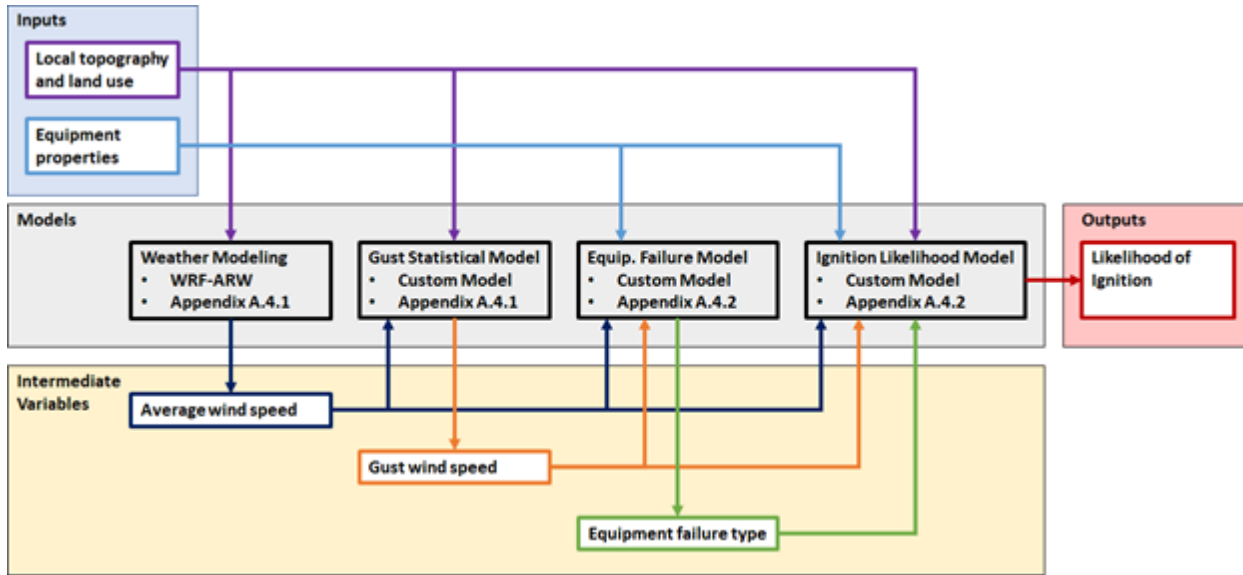 Inputs
Local topography
and land use
Equipment
properties
Models
Weather Modeling
• WRF-ARW
• Appendix A.4.1
Gust Statistical Model
• Custom Model
• Appendix A.4.1
Equip. Failure Model
• Custom Model
• Appendix A.4.2
Ignition Likelihood Model
• Custom Model
• Appendix A.4.2
Outputs
Likelihood of
Ignition
Intermediate
Variables
Average wind speed
Gust wind speed
Equipment failure type